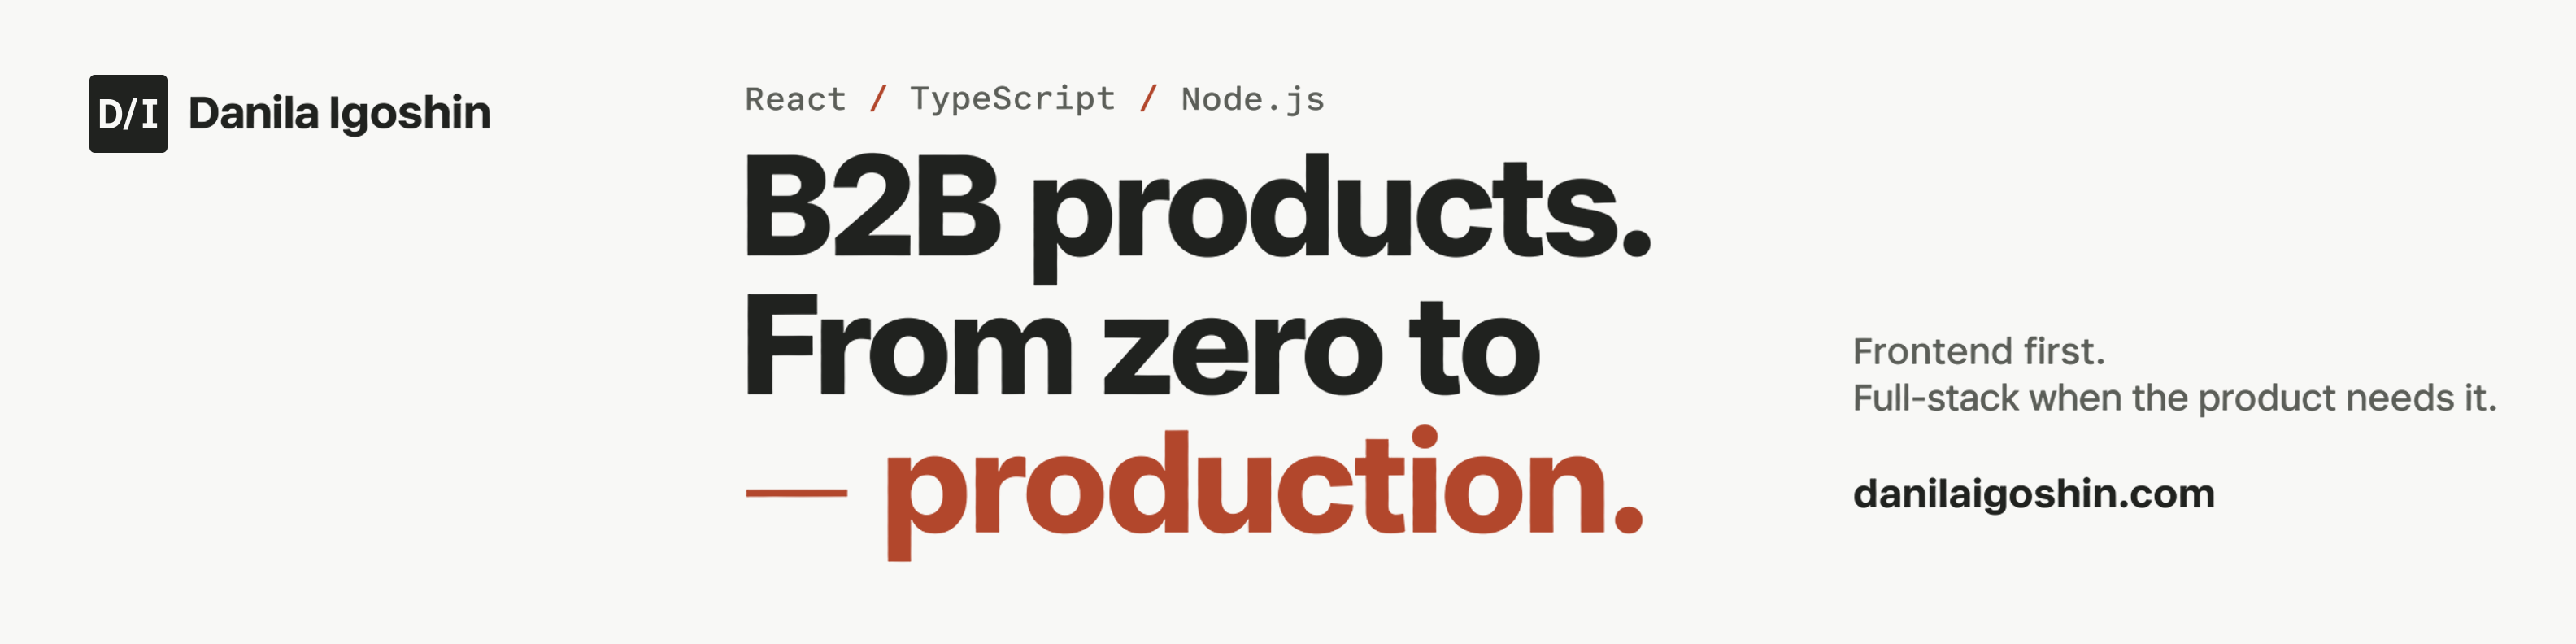 D/I Danila Igoshin
React / TypeScript / Node.js
B2B products.
From zero to
— production.
Frontend first.
Full-stack when the product needs it.
danilaigoshin.com